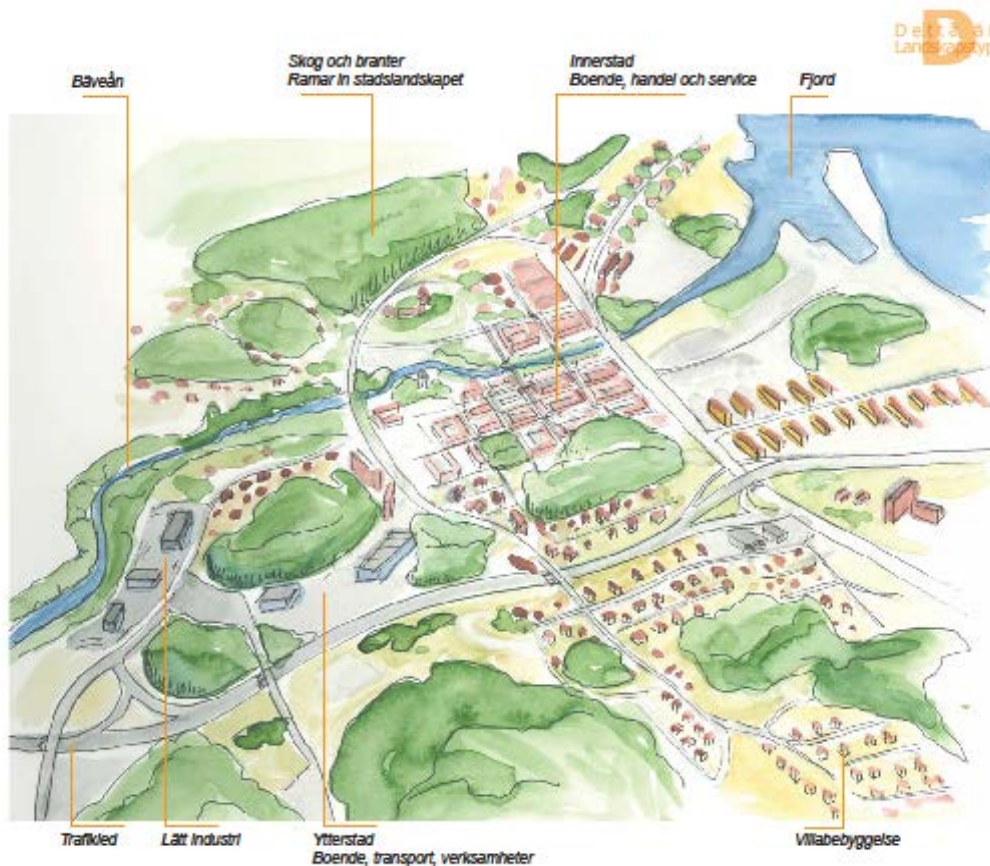 D
Bäveån
Skog och branter
Ramar in stadslandskapet
Innerstad
Boende, handel och service
Fjord
Trafikled
Lätt industri
Ytterstad
Boende, transport, verksamheter
Villabebyggelse